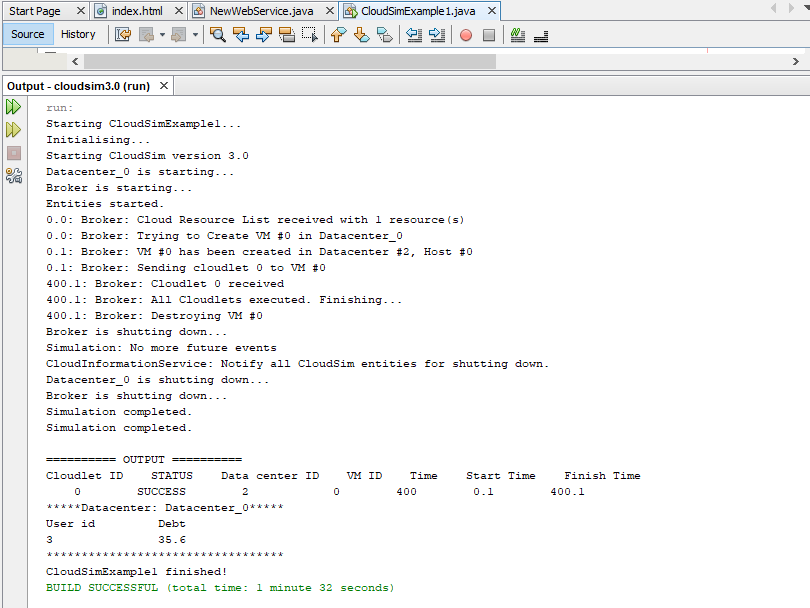 Start Page index.html NewWebService.java CloudSimExample1.java
Source History
Output - cloudsim3.0 (run)
run:
Starting CloudSimExample1...
Initialising...
Starting CloudSim version 3.0
Datacenter_0 is starting...
Broker is starting...
Entities started.
0.0: Broker: Cloud Resource List received with 1 resource(s)
0.0: Broker: Trying to Create VM #0 in Datacenter_0
0.1: Broker: VM #0 has been created in Datacenter #2, Host #0
0.1: Broker: Sending cloudlet 0 to VM #0
400.1: Broker: Cloudlet 0 received
400.1: Broker: All Cloudlets executed. Finishing...
400.1: Broker: Destroying VM #0
Broker is shutting down...
Simulation: No more future events
CloudInformationService: Notify all CloudSim entities for shutting down.
Datacenter_0 is shutting down...
Broker is shutting down...
Simulation completed.
Simulation completed.
========== OUTPUT ==========
Cloudlet ID    STATUS    Data center ID    VM ID    Time    Start Time    Finish Time
0    SUCCESS    2    0    400    0.1    400.1
*****Datacenter: Datacenter_0*****
User id    Debt
3    35.6
**********************************
CloudSimExample1 finished!
BUILD SUCCESSFUL (total time: 1 minute 32 seconds)